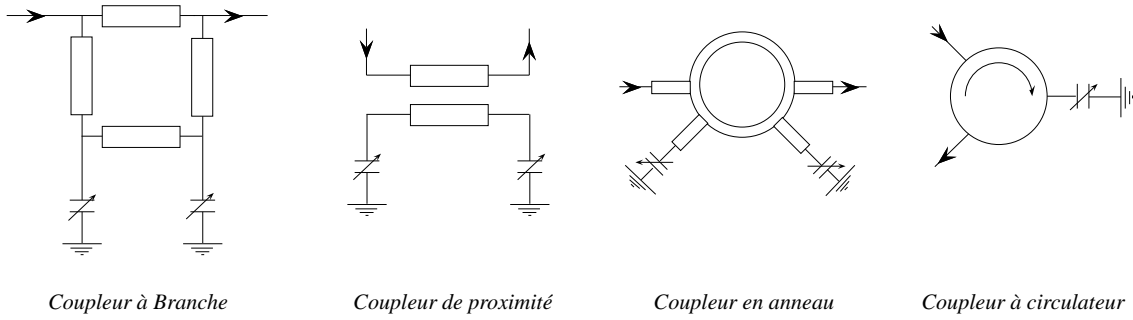 Coupleur à Branche
Coupleur de proximité
Coupleur en anneau
Coupleur à circulateur